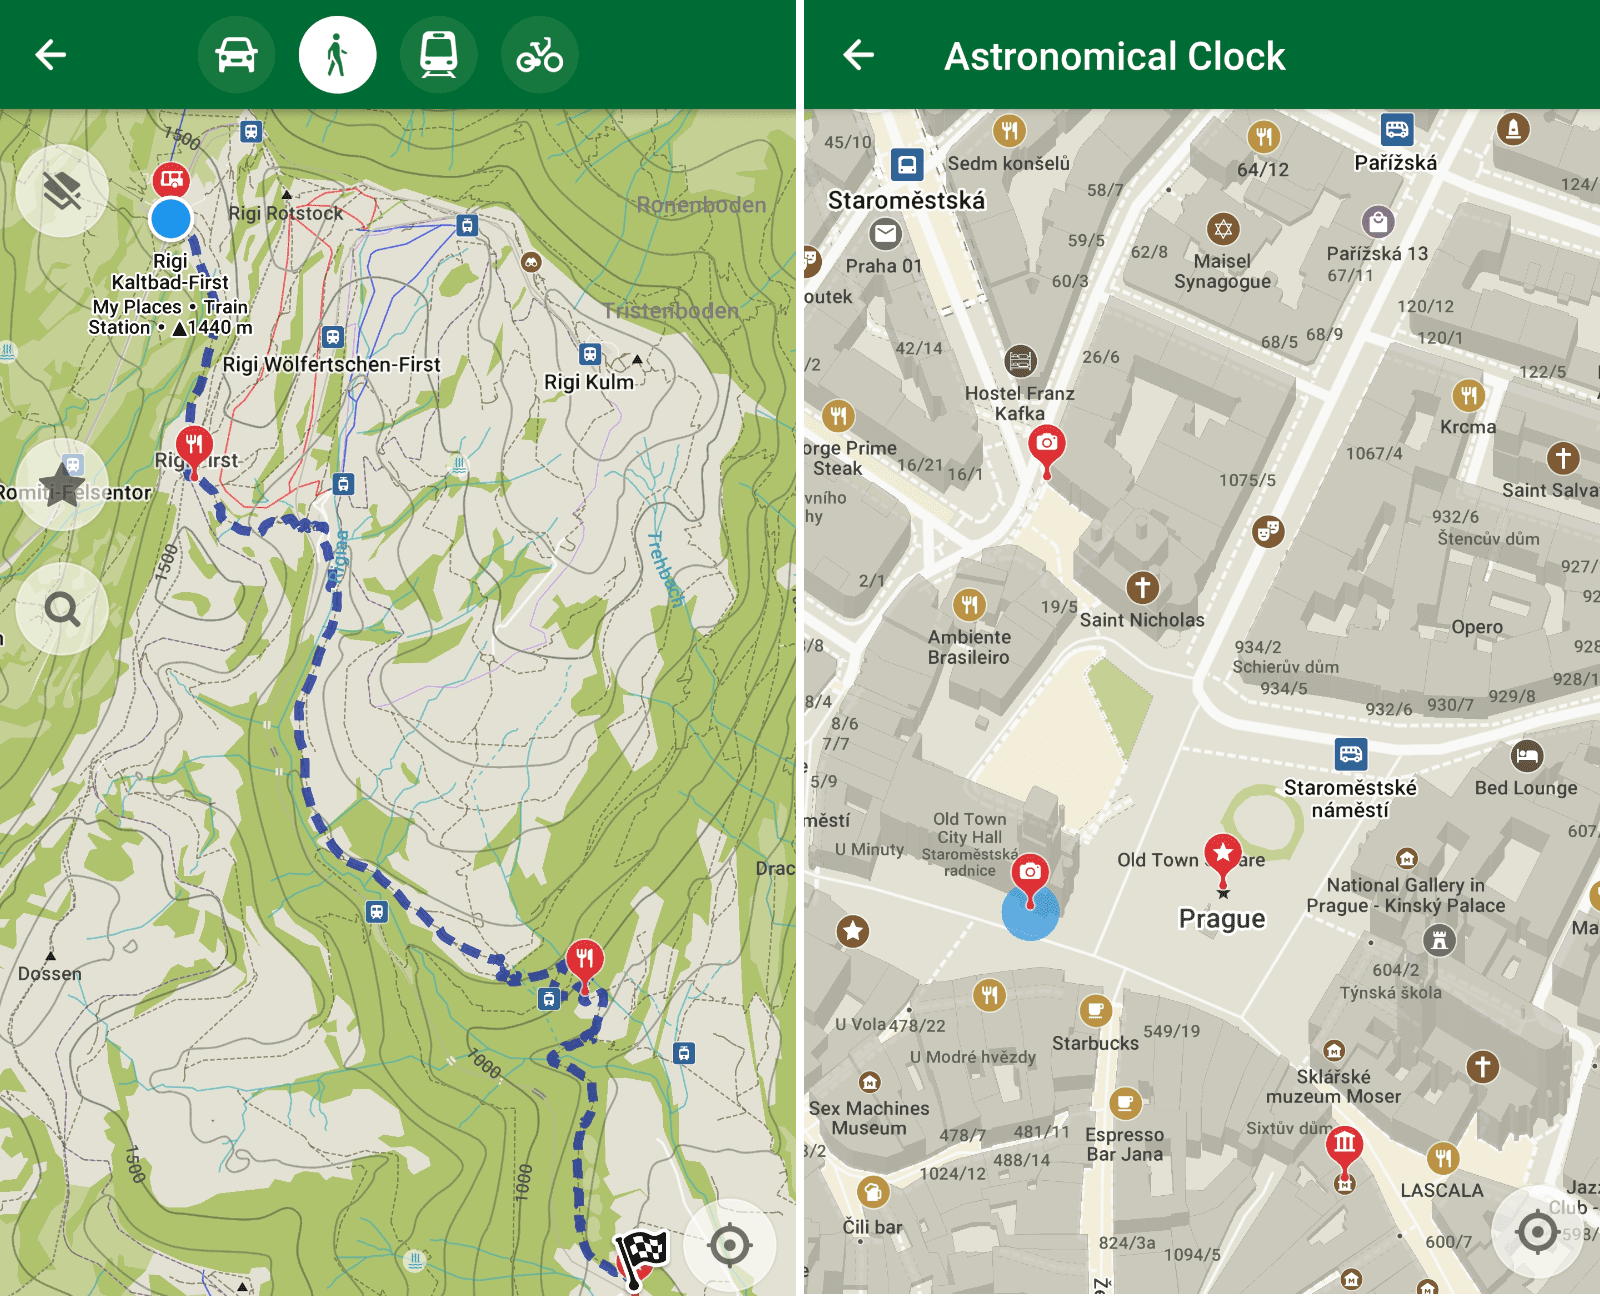 1500
Rigi Rotstock
Ronenboden
Rigi
Kaltbad-First
My Places • Train
Station • ▲1440 m
Tristenboden
Rigi Wölfertschen-First
Rigi Kulm
Romiti-Felsentor
1500
Trehbach
Dossen
1000
1500
1000
Astronomical Clock
45/10
Sedm konšelů
64/12
Pařížská
Staroměstská
58/7
124/
Praha 01
59/5
62/8
Maisel
Synagogue
Pařížská 13
67/11
60/3
outek
120/12
68/5
68/9
120/1
/2
42/14
26/6
122/5
Hostel Franz
Kafka
Krcma
orge Prime
Steak
16/21
16/1
1067/4
1075/5
Saint Salva
vního
hy
932/6
Štencův dům
2/1
927/
92
19/5
Saint Nicholas
Ambiente
Brasileiro
Opero
/8
934/2
Schierův dům
934/5
928
928/1
929/8
930/7
932/6
8/4
8/6
7/7
5/9
Staroměstské
náměstí
Bed Lounge
městí
U Minuty
Old Town
City Hall
Staroměstská
radnice
607/
Prague
National Gallery in
Prague - Kinský Palace
Ma
604/2
Týnská škola
U Vola
478/22
U Modré hvězdy
Starbucks
549/19
Sklářské
muzeum Moser
Sex Machines
Museum
478/7
481/11
488/14
1024/12
Espresso
Bar Jana
Sixtův dům
3/2
LASCALA
Jazz
Club -
Čili bar
824/3a
1094/5
600/7